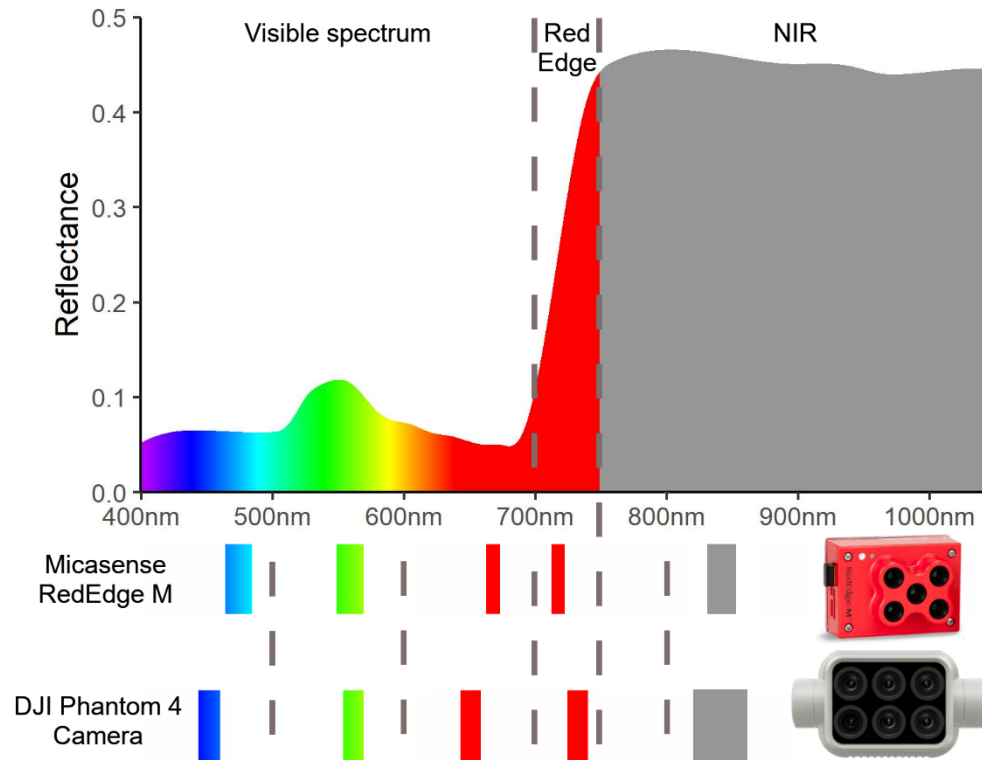 0.5
Visible spectrum
Red
Edge
NIR
0.4
0.3
Reflectance
0.2
0.1
0.0
400nm
500nm
600nm
700nm
800nm
900nm
1000nm
Micasense
RedEdge M
RedEdge-M
DJI Phantom 4
Camera